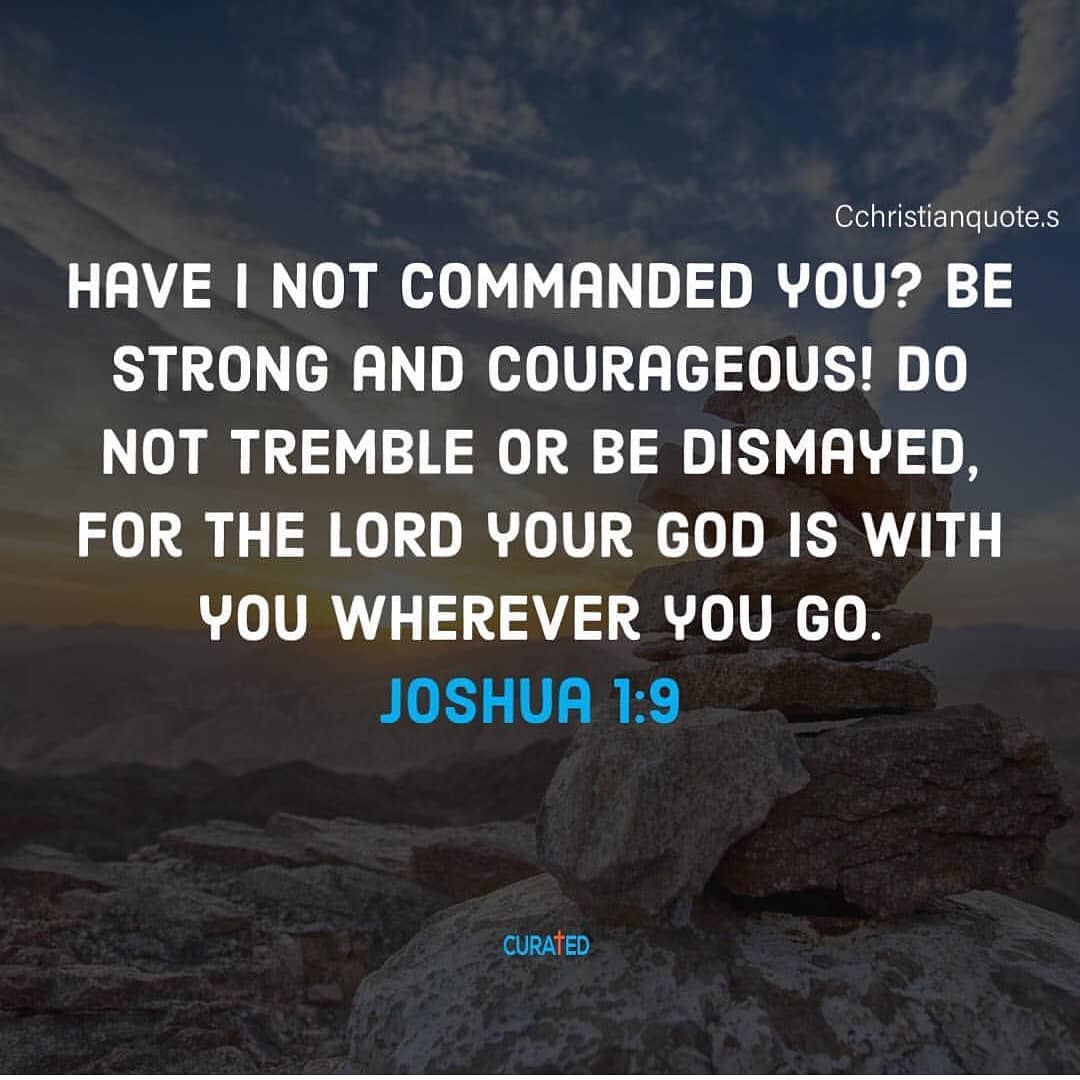 Cchristianquote.s
HAVE I NOT COMMANDED YOU? BE
STRONG AND COURAGEOUS! DO
NOT TREMBLE OR BE DISMAYED,
FOR THE LORD YOUR GOD IS WITH
YOU WHEREVER YOU GO.
JOSHUA 1:9
CURATED